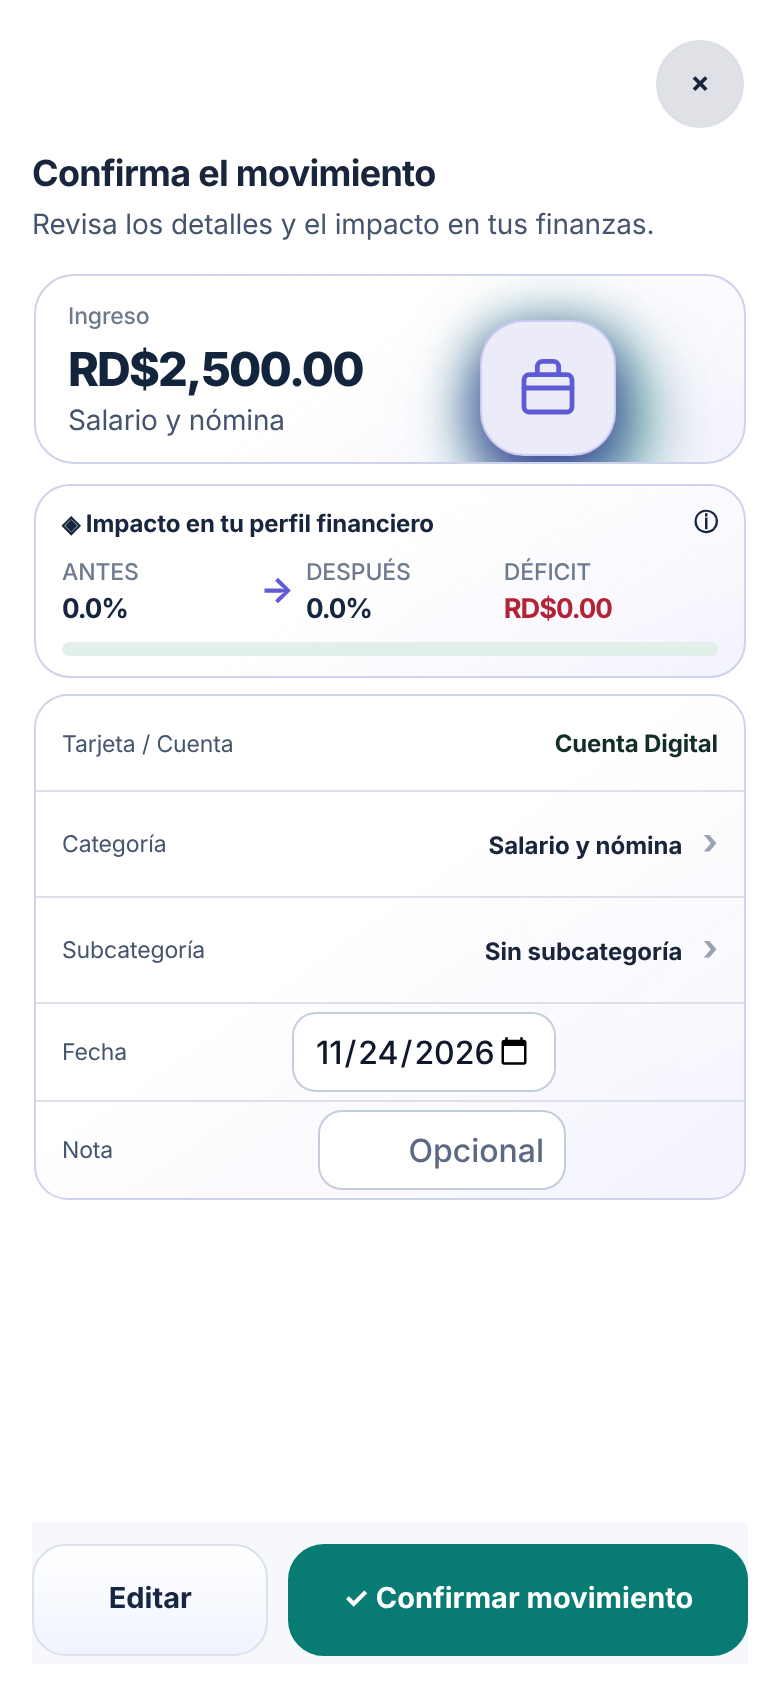 ×
Confirma el movimiento
Revisa los detalles y el impacto en tus finanzas.
Ingreso
RD$2,500.00
Salario y nómina
◈ Impacto en tu perfil financiero ⓘ
ANTES → DESPUÉS DÉFICIT
0.0% 0.0% RD$0.00
Tarjeta / Cuenta Cuenta Digital
Categoría Salario y nómina ›
Subcategoría Sin subcategoría ›
Fecha 11/24/2026
Nota Opcional
Editar ✓ Confirmar movimiento